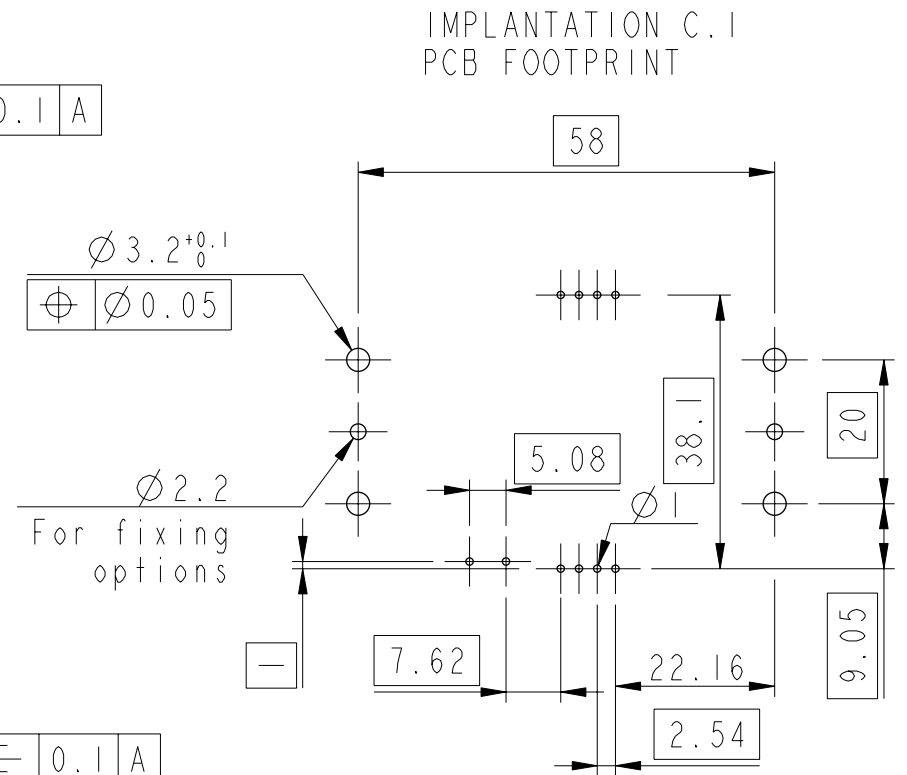 IMPLANTATION C.I
PCB FOOTPRINT
0.1 A
58
Ø3.2 +0.1 0
⌖ Ø0.05
38.1
20
5.08
Ø2.2
Ø1
For fixing
options
1
7.62
22.16
9.05
2.54
0.1 A